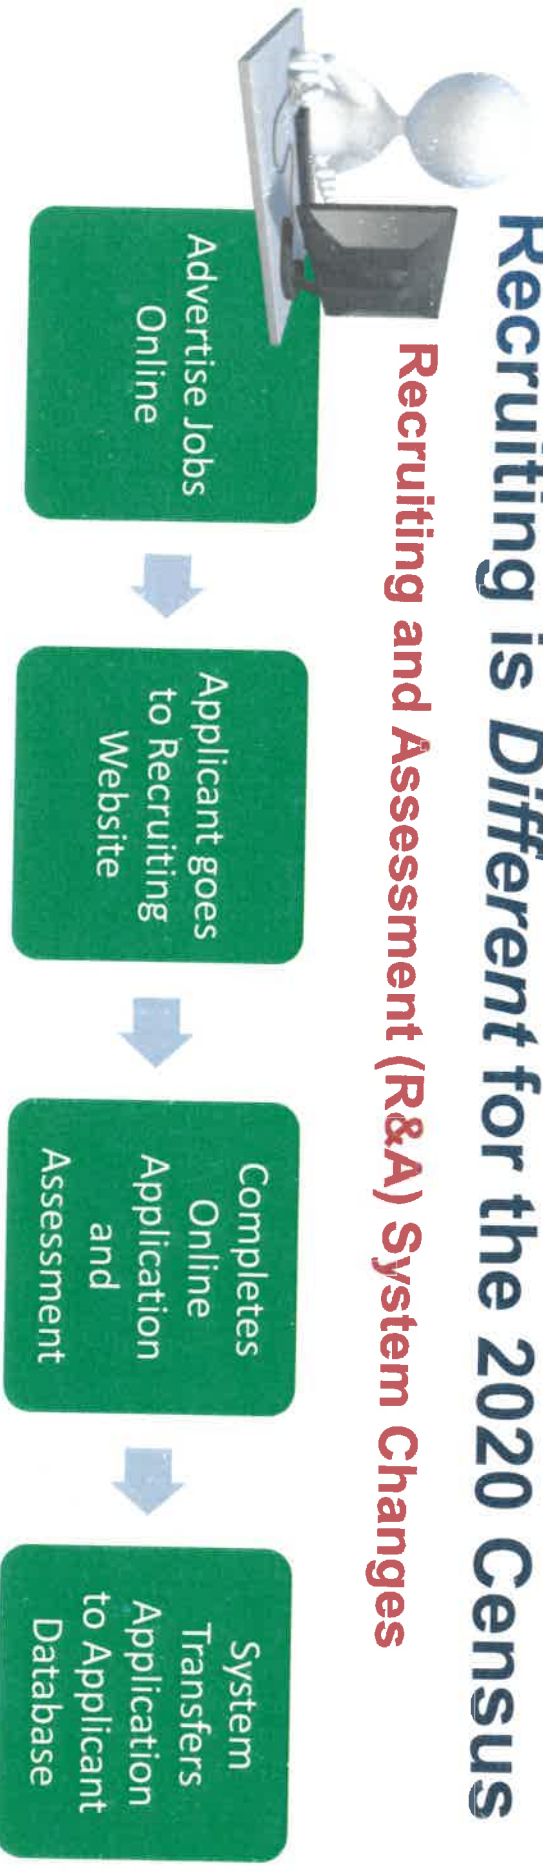 Recruiting is Different for the 2020 Census
Recruiting and Assessment (R&A) System Changes
Advertise Jobs
Online
Applicant goes
to Recruiting
Website
Completes
Online
Application
and
Assessment
System
Transfers
Application
to Applicant
Database